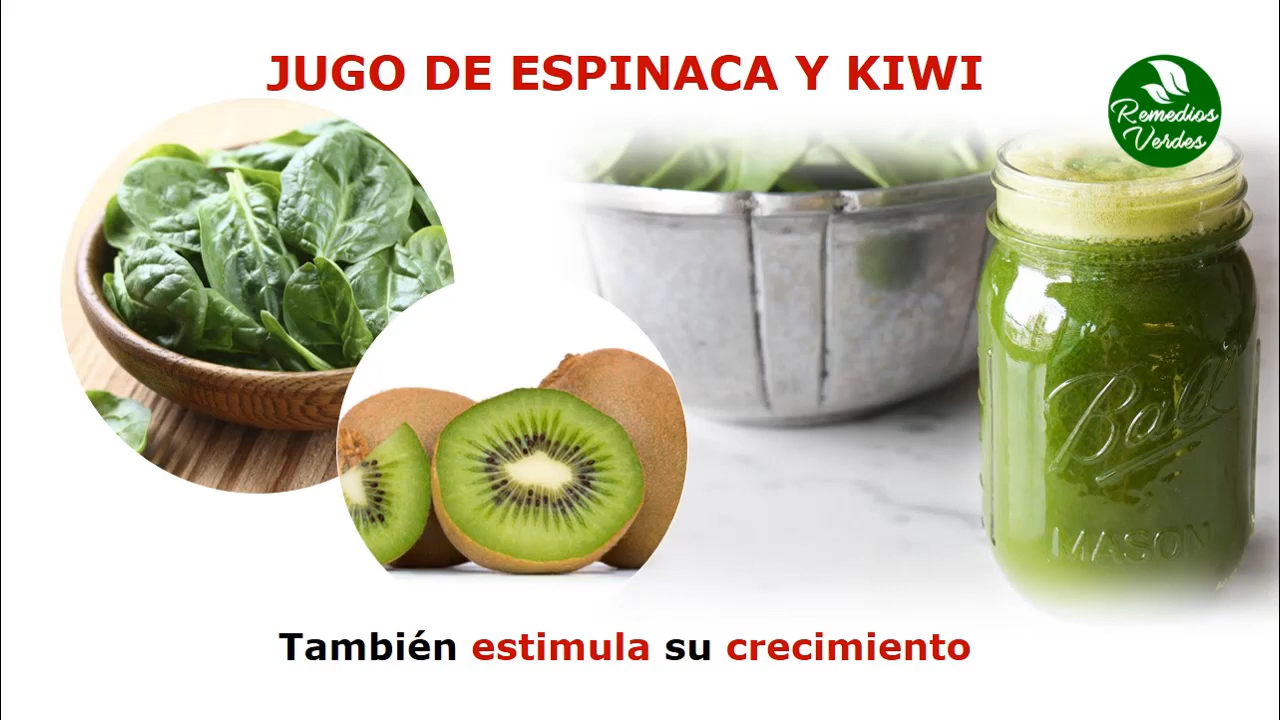 JUGO DE ESPINACA Y KIWI
Remedios
Verdes
Ball
MASON
También estimula su crecimiento